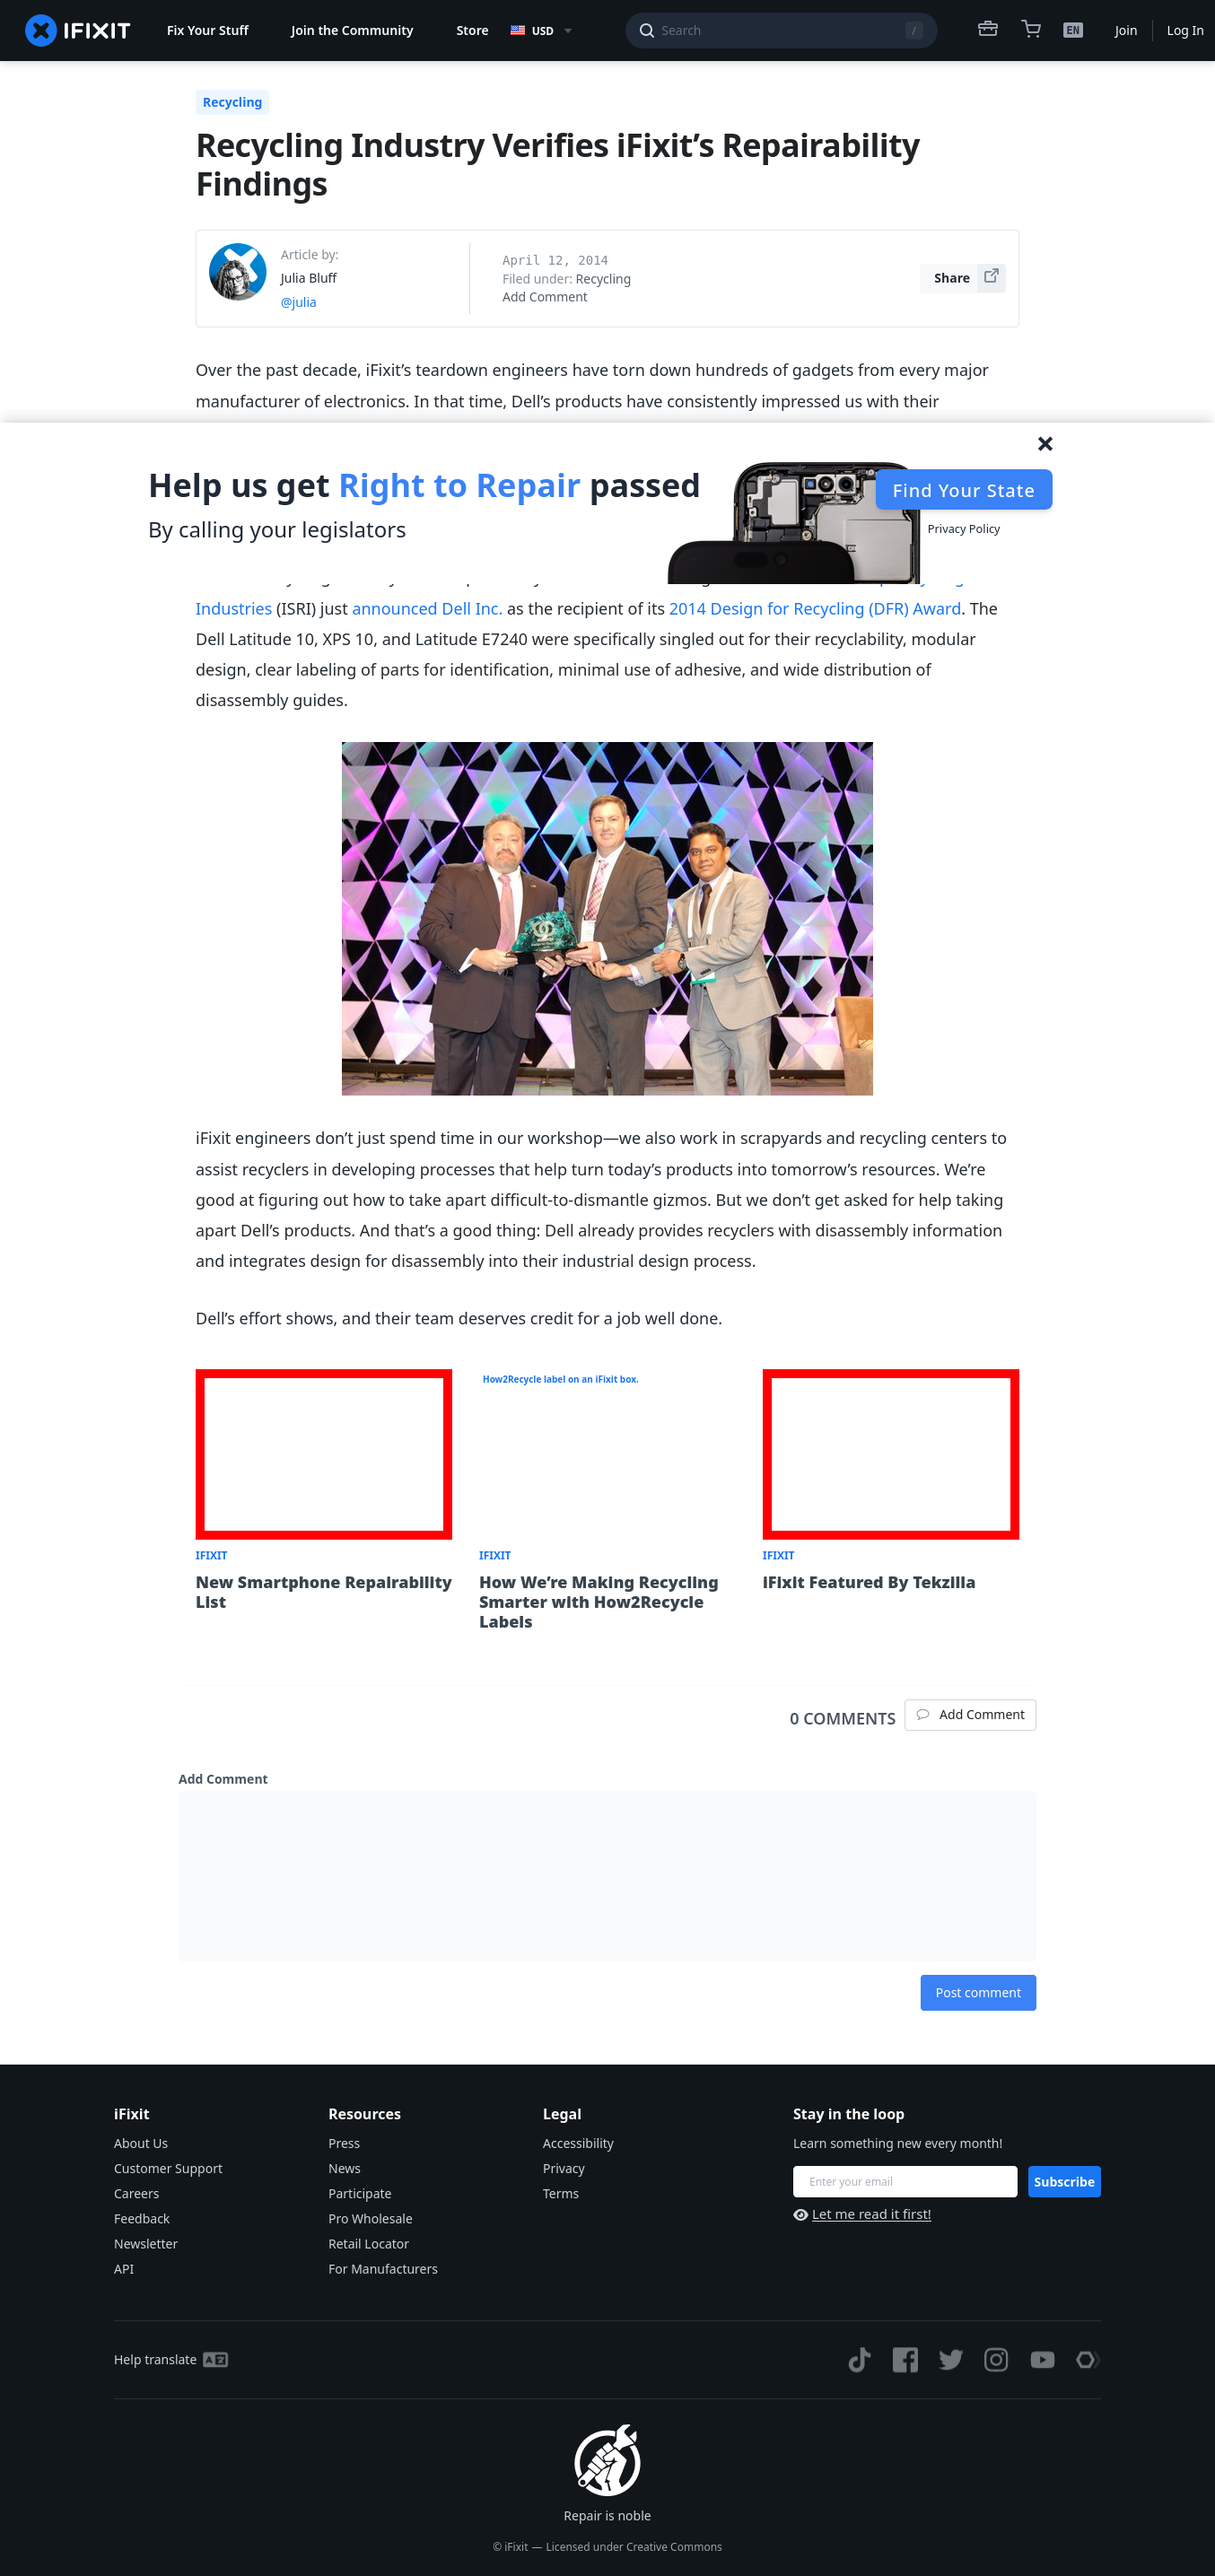 IFIXIT
Fix Your Stuff
Join the Community
Store
USD
Search
/
EN
Join
Log In
Recycling
Recycling Industry Verifies iFixit’s Repairability
Findings
Article by:
Julia Bluff
@julia
April 12, 2014
Filed under: Recycling
Add Comment
Share
Over the past decade, iFixit’s teardown engineers have torn down hundreds of gadgets from every major
manufacturer of electronics. In that time, Dell’s products have consistently impressed us with their
Help us get Right to Repair passed
By calling your legislators
Find Your State
Privacy Policy
Industries (ISRI) just announced Dell Inc. as the recipient of its 2014 Design for Recycling (DFR) Award. The
Dell Latitude 10, XPS 10, and Latitude E7240 were specifically singled out for their recyclability, modular
design, clear labeling of parts for identification, minimal use of adhesive, and wide distribution of
disassembly guides.
iFixit engineers don’t just spend time in our workshop—we also work in scrapyards and recycling centers to
assist recyclers in developing processes that help turn today’s products into tomorrow’s resources. We’re
good at figuring out how to take apart difficult-to-dismantle gizmos. But we don’t get asked for help taking
apart Dell’s products. And that’s a good thing: Dell already provides recyclers with disassembly information
and integrates design for disassembly into their industrial design process.
Dell’s effort shows, and their team deserves credit for a job well done.
How2Recycle label on an iFixit box.
IFIXIT
New Smartphone Repairability
List
IFIXIT
How We’re Making Recycling
Smarter with How2Recycle
Labels
IFIXIT
iFixit Featured By Tekzilla
0 COMMENTS
Add Comment
Add Comment
Post comment
iFixit
About Us
Customer Support
Careers
Feedback
Newsletter
API
Resources
Press
News
Participate
Pro Wholesale
Retail Locator
For Manufacturers
Legal
Accessibility
Privacy
Terms
Stay in the loop
Learn something new every month!
Enter your email
Subscribe
Let me read it first!
Help translate
Repair is noble
© iFixit — Licensed under Creative Commons